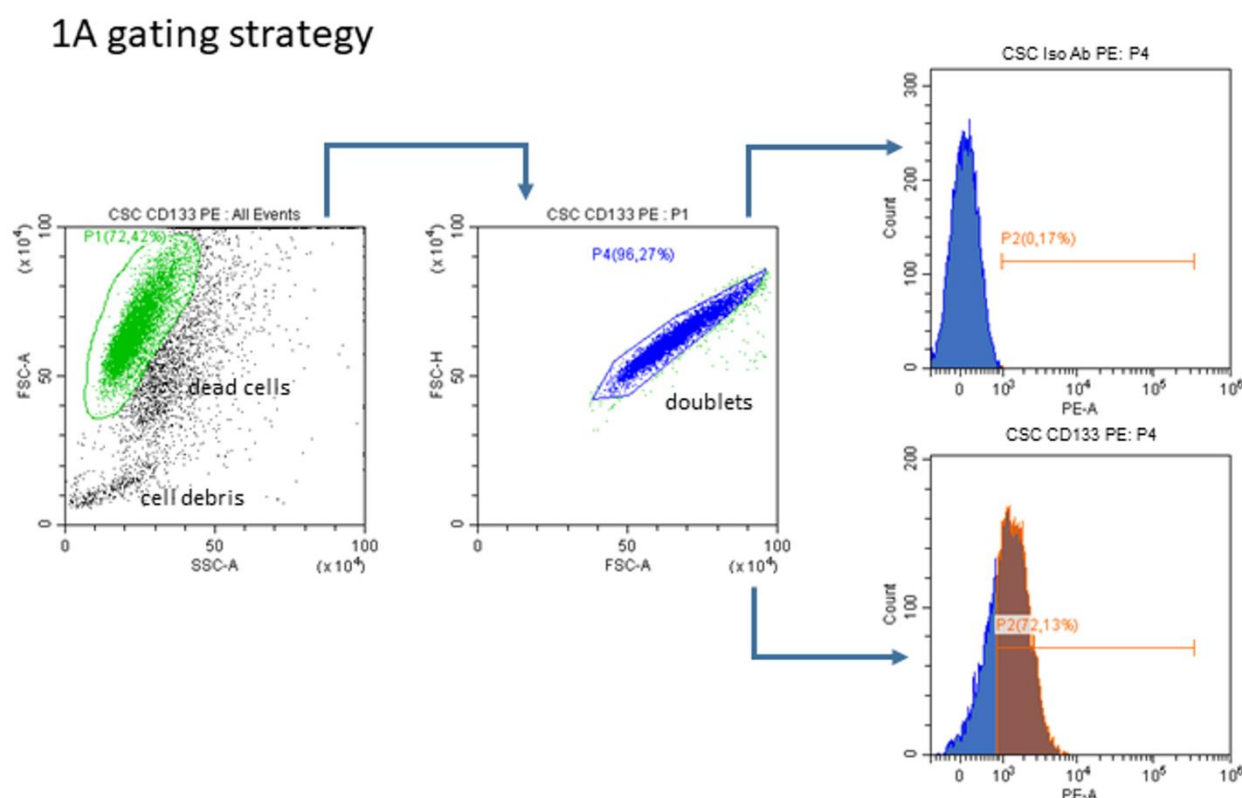 1A gating strategy
CSC CD133 PE : All Events
P1(72,42%)
100
50
0
(x 10⁴)
FSC-A
dead cells
cell debris
0
50
100
SSC-A
(x 10⁴)
CSC CD133 PE : P1
P4(96,27%)
100
50
0
(x 10⁴)
FSC-H
doublets
0
50
100
FSC-A
(x 10⁴)
CSC Iso Ab PE: P4
300
200
100
0
Count
P2(0,17%)
0
10³
10⁴
10⁵
10⁶
PE-A
CSC CD133 PE: P4
200
100
0
Count
P2(72,13%)
0
10³
10⁴
10⁵
10⁶
PE-A